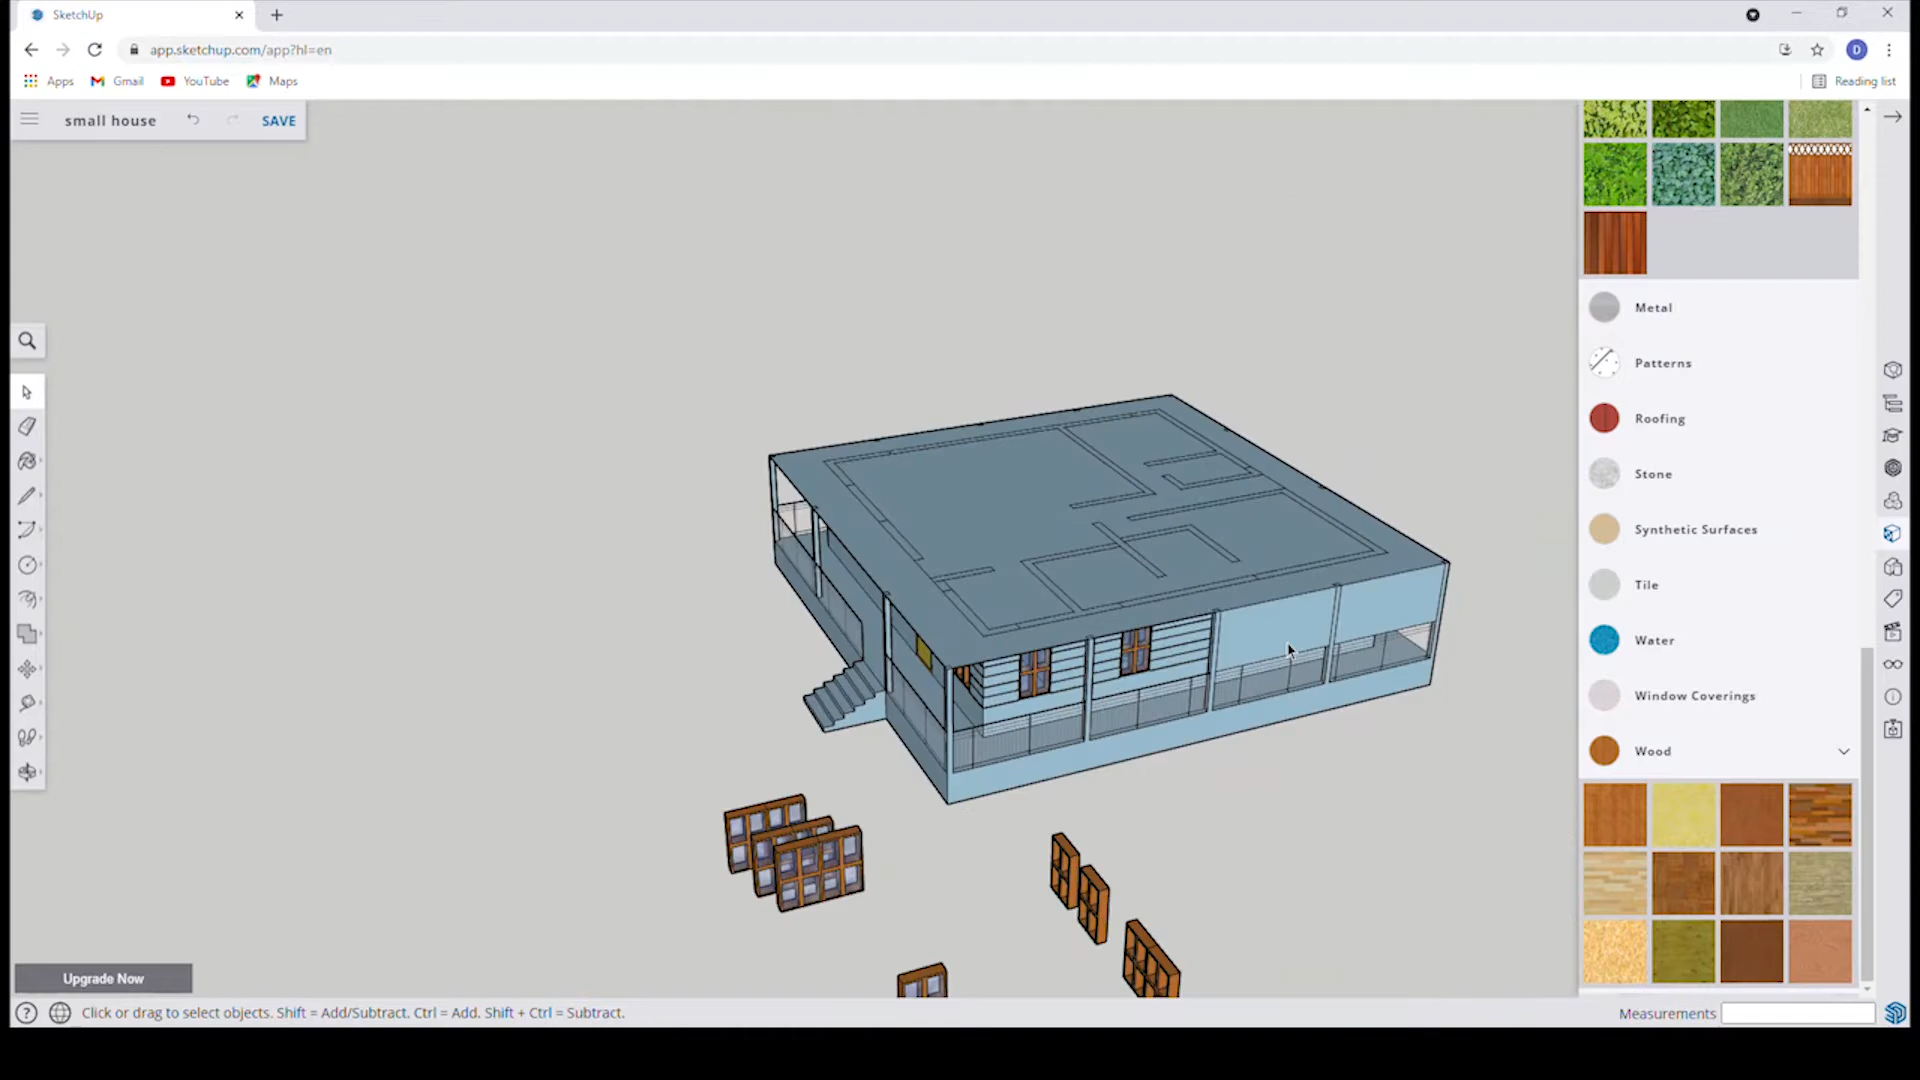 SketchUp
app.sketchup.com/app?hl=en
D
Apps
Gmail
YouTube
Maps
Reading list
small house
SAVE
Metal
Patterns
Roofing
Stone
Synthetic Surfaces
Tile
Water
Window Coverings
Wood
Upgrade Now
Click or drag to select objects. Shift = Add/Subtract. Ctrl = Add. Shift + Ctrl = Subtract.
Measurements